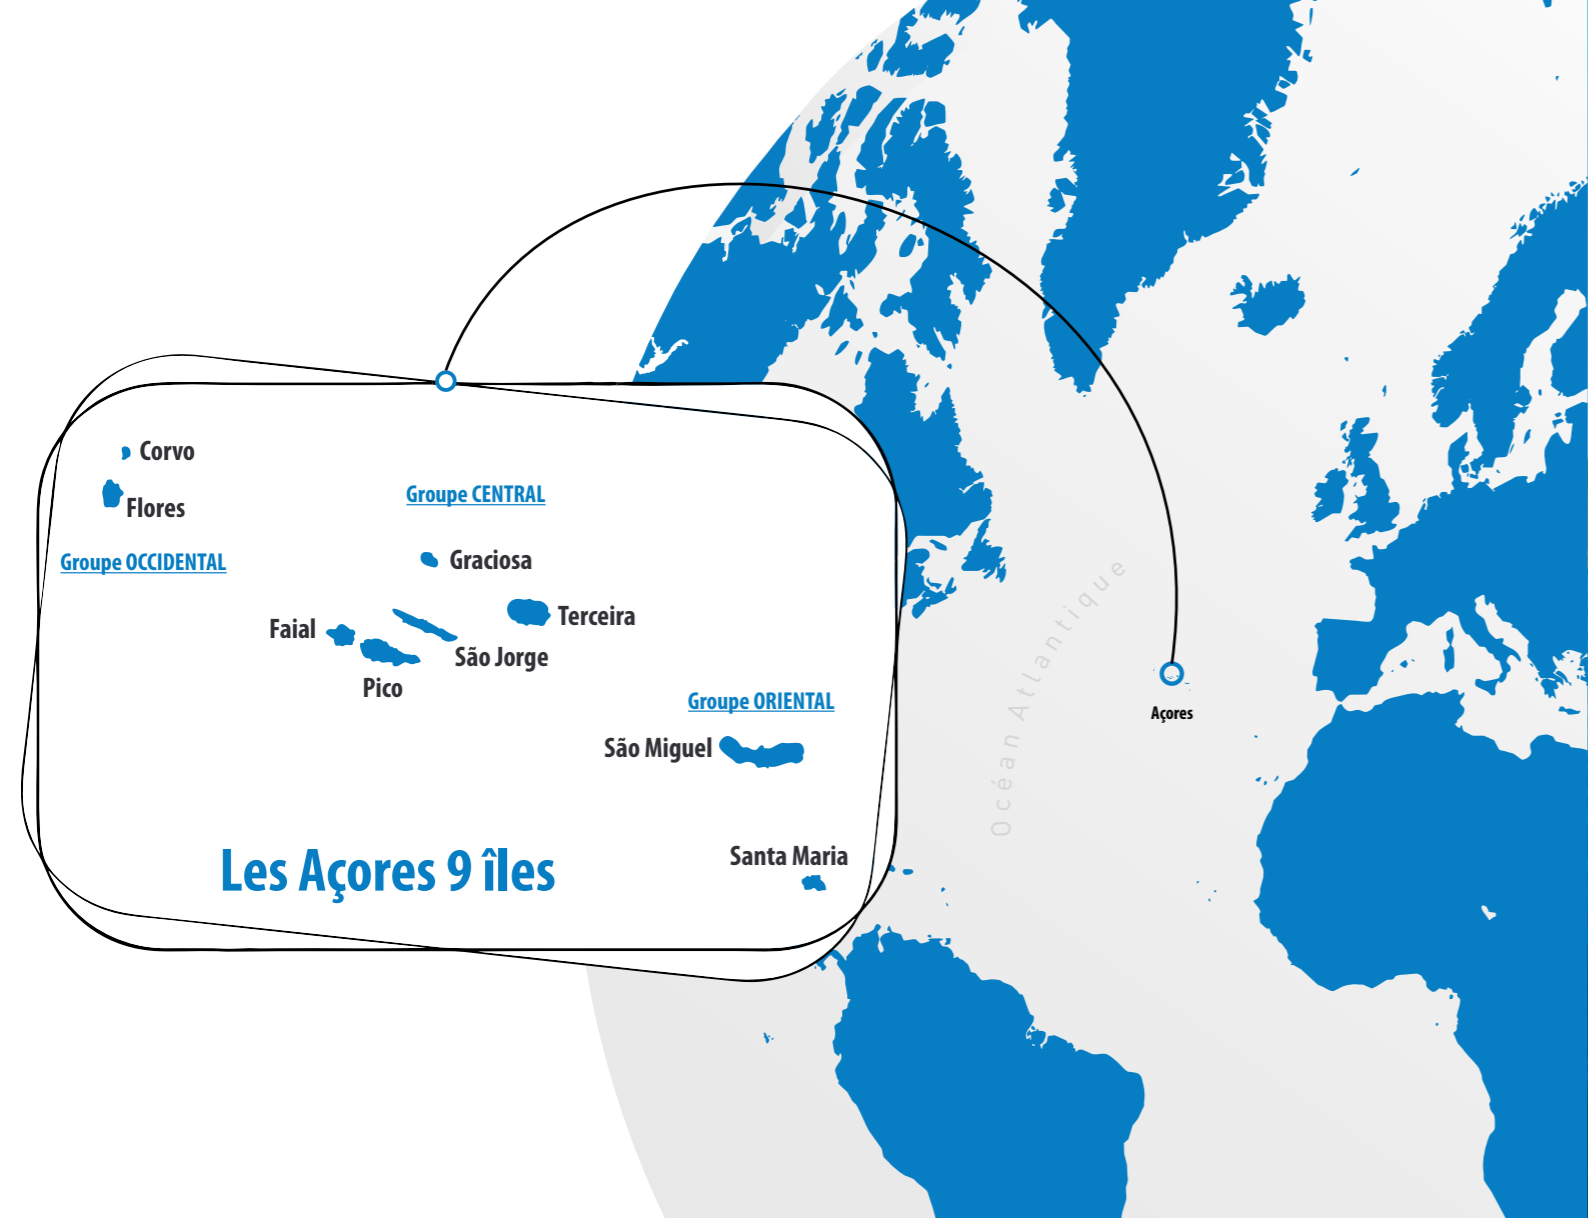 Corvo
Flores
Groupe OCCIDENTAL
Groupe CENTRAL
Graciosa
Terceira
Faial
São Jorge
Pico
Groupe ORIENTAL
São Miguel
Santa Maria
Les Açores 9 îles
Océan Atlantique
Açores